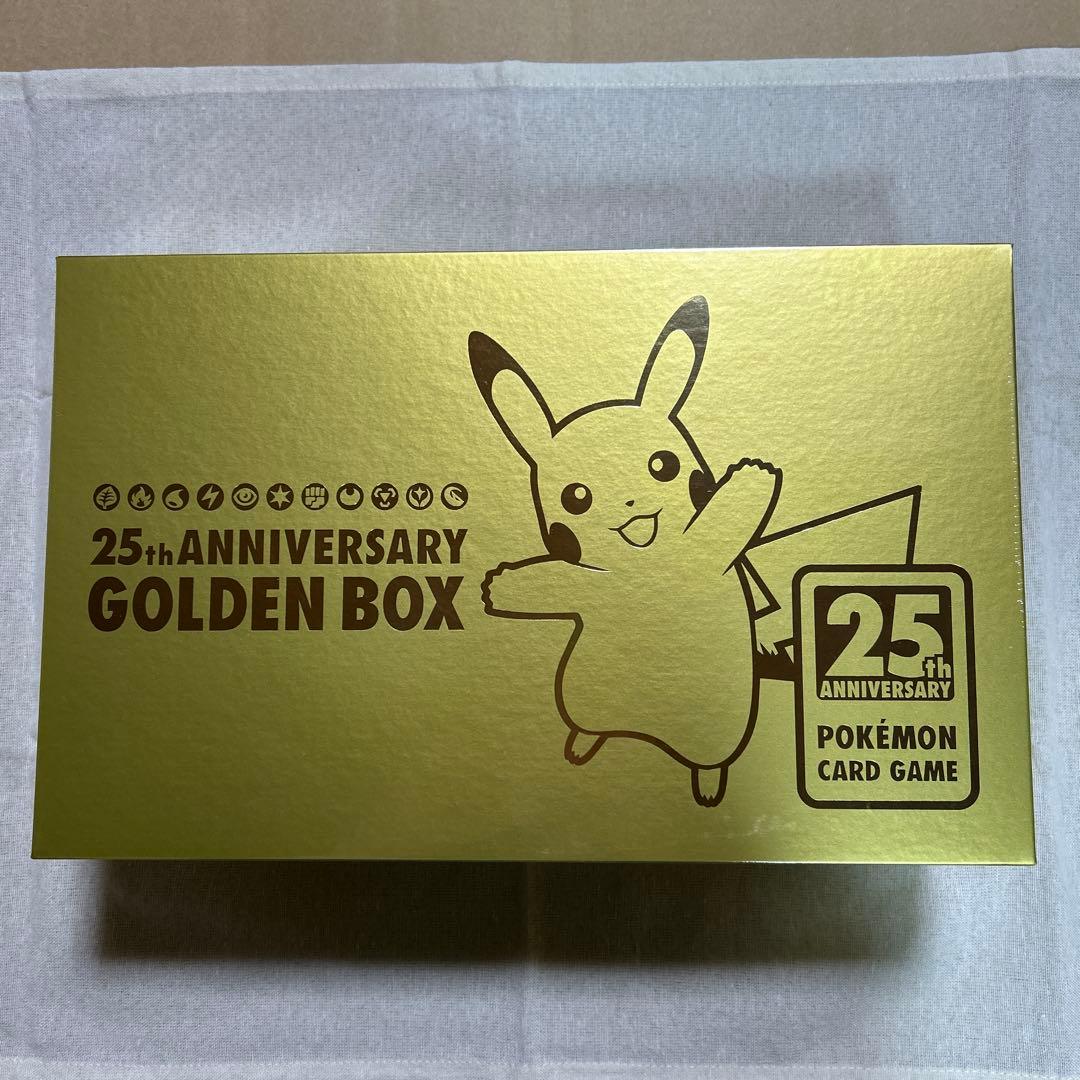 25th ANNIVERSARY
GOLDEN BOX
25th
ANNIVERSARY
POKÉMON
CARD GAME